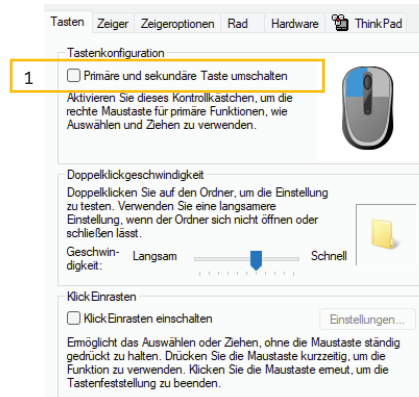 Tasten Zeiger Zeigeroptionen Rad Hardware ThinkPad
Tastenkonfiguration
1 Primäre und sekundäre Taste umschalten
Aktivieren Sie dieses Kontrollkästchen, um die
rechte Maustaste für primäre Funktionen, wie
Auswählen und Ziehen zu verwenden.
Doppelklickgeschwindigkeit
Doppelklicken Sie auf den Ordner, um die Einstellung
zu testen. Verwenden Sie eine langsamere
Einstellung, wenn der Ordner sich nicht öffnen oder
schließen lässt.
Geschwin-
digkeit: Langsam Schnell
KlickEinrasten
KlickEinrasten einschalten Einstellungen...
Ermöglicht das Auswählen oder Ziehen, ohne die Maustaste ständig
gedrückt zu halten. Drücken Sie die Maustaste kurzzeitig, um die
Funktion zu verwenden. Klicken Sie die Maustaste erneut, um die
Tastenfeststellung zu beenden.